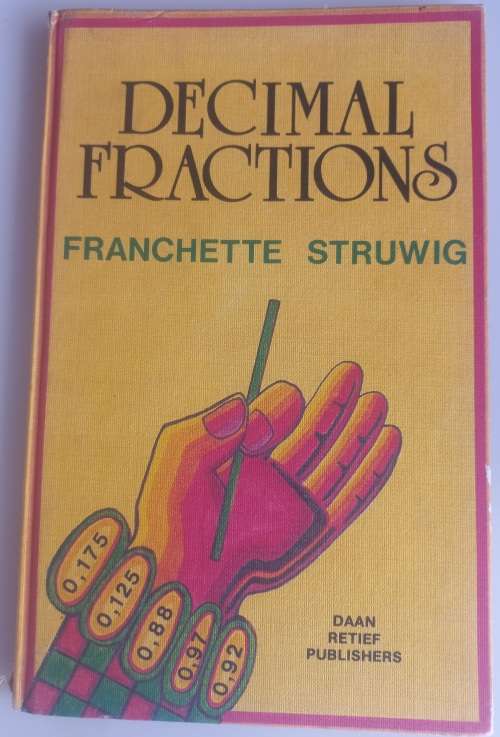 DECIMAL
FRACTIONS
FRANCHETTE STRUWIG
0,175
0,125
0,88
0,97
0,92
DAAN
RETIEF
PUBLISHERS